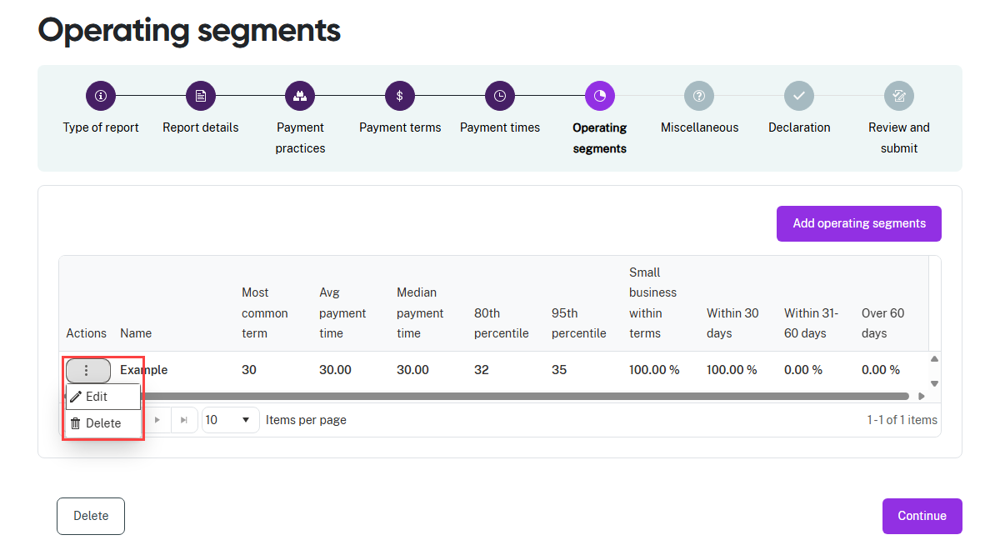 Operating segments
Type of report
Report details
Payment
practices
Payment terms
Payment times
Operating
segments
Miscellaneous
Declaration
Review and
submit
Add operating segments
Actions
Name
Most
common
term
Avg
payment
time
Median
payment
time
80th
percentile
95th
percentile
Small
business
within
terms
Within 30
days
Within 31-
60 days
Over 60
days
Example
30
30.00
30.00
32
35
100.00 %
100.00 %
0.00 %
0.00 %
Edit
Delete
10
Items per page
1 - 1 of 1 items
Delete
Continue